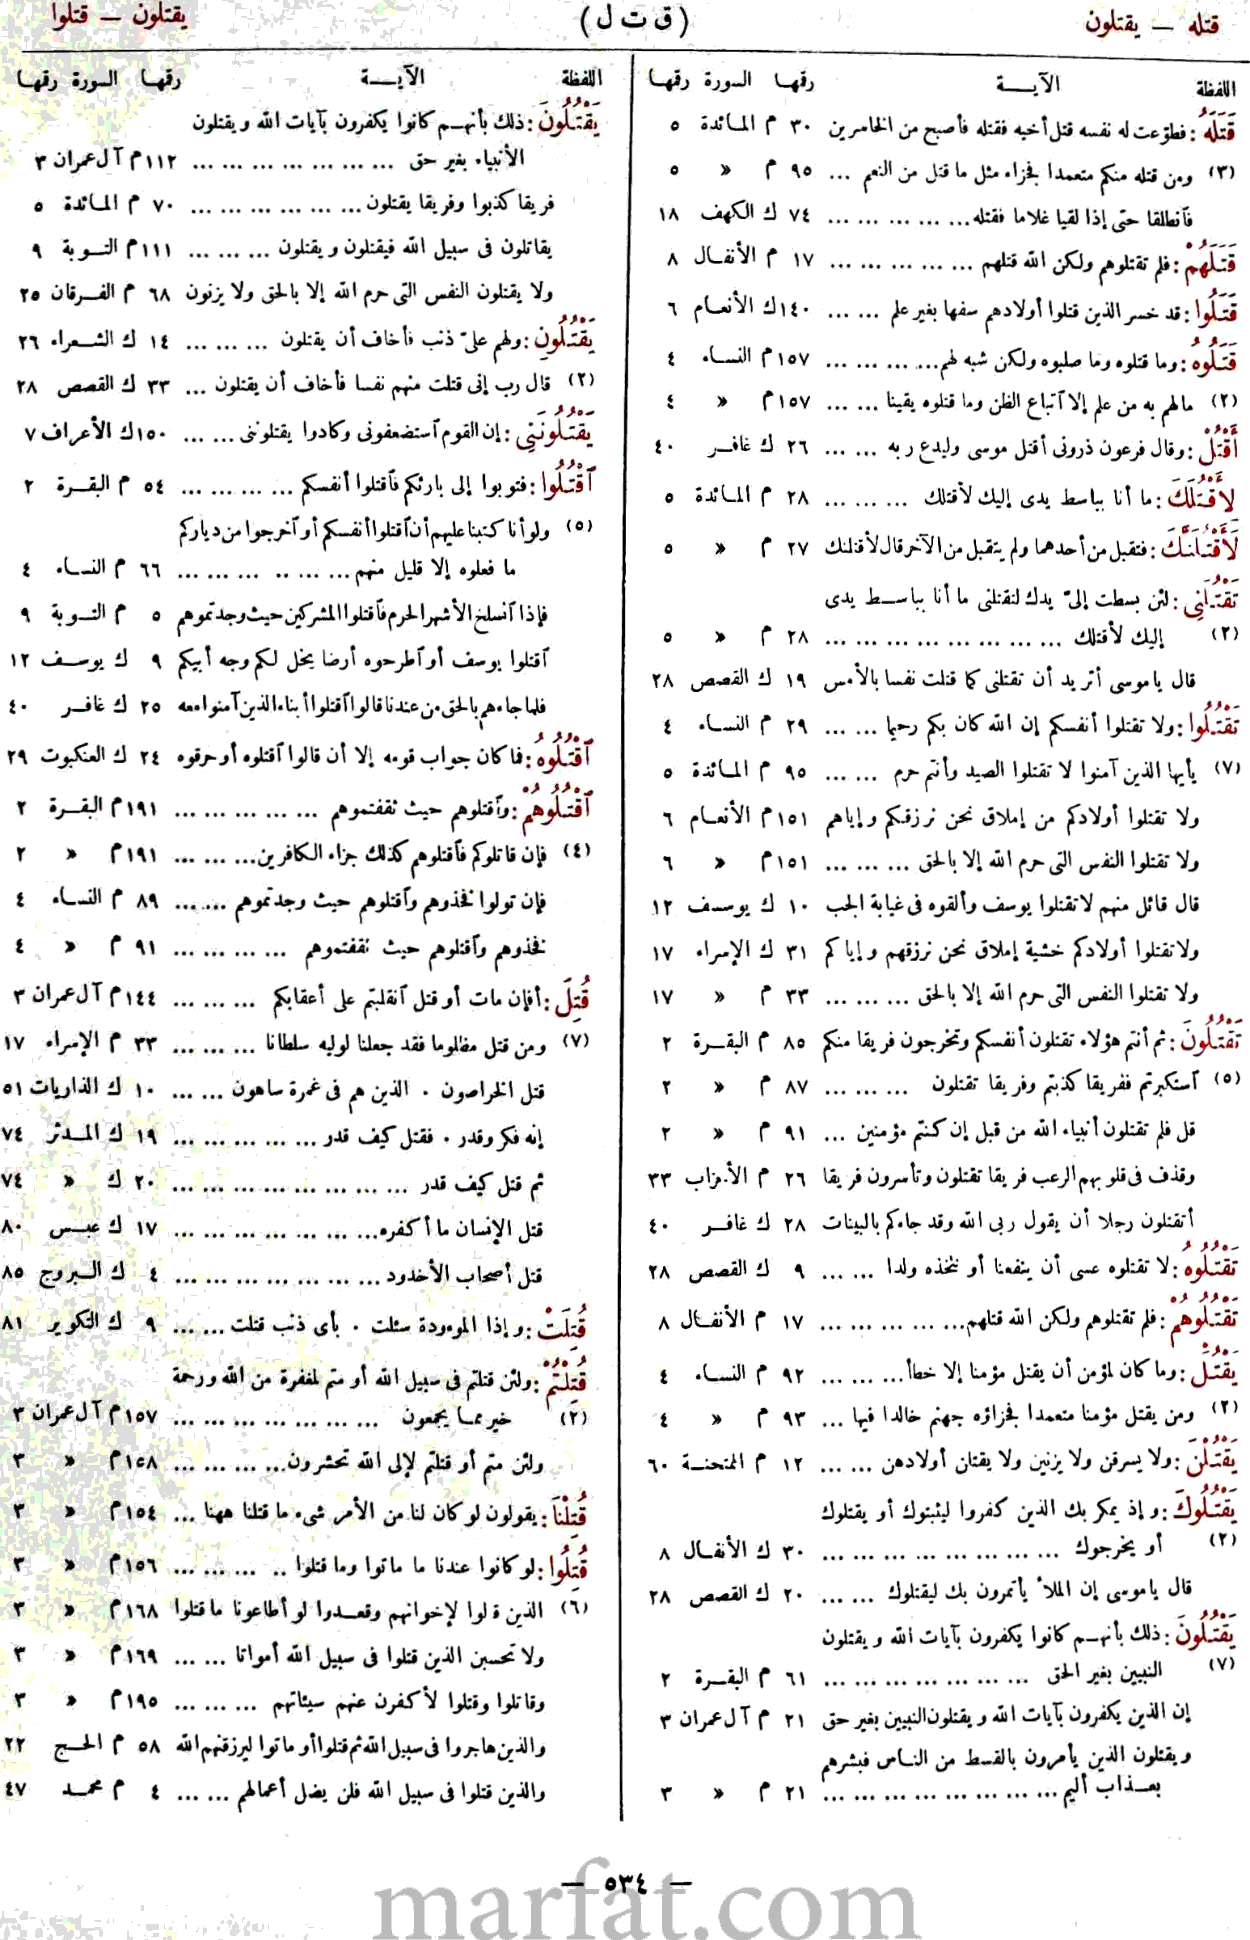 قتله — يقتلون
(ق ت ل)
يقتلون — قتلوا
اللفظة الآيـــة رقمها السورة رقمها
قَتَلَهُ : فطوّعت له نفسه قتل أخيه فقتله فأصبح من الخاسرين ٣٠ م المائدة ٥
(٣) ومن قتله منكم متعمدا فجزاء مثل ما قتل من النعم ... ٩٥ م » ٥
فٱنطلقا حتى إذا لقيا غلاما فقتله... ... ... ... ... ٧٤ ك الكهف ١٨
قَتَلَهُمْ : فلم تقتلوهم ولكن الله قتلهم ... ... ... ... ... ١٧ م الأنفال ٨
قَتَلُوا : قد خسر الذين قتلوا أولادهم سفها بغير علم ... ... ١٤٠ ك الأنعام ٦
قَتَلُوهُ : وما قتلوه وما صلبوه ولكن شبه لهم... ... ... ... ١٥٧ م النساء ٤
(٢) مالهم به من علم إلا ٱتباع الظن وما قتلوه يقينا ... ... ١٥٧ م » ٤
أَقْتُلْ : وقال فرعون ذرونى أقتل موسى وليدع ربه ... ... ٢٦ ك غافر ٤٠
لِأَقْتُلَكَ : ما أنا بباسط يدى إليك لأقتلك ... ... ... ٢٨ م المائدة ٥
لَأَقْتُلَنَّكَ : فتقبل من أحدهما ولم يتقبل من الآخر قال لأقتلنك ٢٧ م » ٥
تَقْتُلَنِى : لئن بسطت إلىّ يدك لتقتلنى ما أنا بباسط يدى
(٢) إليك لأقتلك ... ... ... ... ... ... ... ... ٢٨ م » ٥
قال ياموسى أتريد أن تقتلنى كما قتلت نفسا بالأمس ١٩ ك القصص ٢٨
تَقْتُلُوا : ولا تقتلوا أنفسكم إن الله كان بكم رحيما ... ... ٢٩ م النساء ٤
(٧) يأيها الذين آمنوا لا تقتلوا الصيد وأنتم حرم ... ... ٩٥ م المائدة ٥
ولا تقتلوا أولادكم من إملاق نحن نرزقكم وإياهم ١٥١ م الأنعام ٦
ولا تقتلوا النفس التى حرم الله إلا بالحق ... ... ... ١٥١ م » ٦
قال قائل منهم لاتقتلوا يوسف وألقوه فى غيابة الجب ١٠ ك يوسف ١٢
ولاتقتلوا أولادكم خشية إملاق نحن نرزقهم وإياكم ٣١ ك الإسراء ١٧
ولا تقتلوا النفس التى حرم الله إلا بالحق ... ... ... ٣٣ م » ١٧
تَقْتُلُونَ : ثم أنتم هؤلاء تقتلون أنفسكم وتخرجون فريقا منكم ٨٥ م البقرة ٢
(٥) ٱستكبرتم ففريقا كذبتم وفريقا تقتلون ... ... ... ٨٧ م » ٢
قل فلم تقتلون أنبياء الله من قبل إن كنتم مؤمنين ... ٩١ م » ٢
وقذف فى قلوبهم الرعب فريقا تقتلون وتأسرون فريقا ٢٦ م الأحزاب ٣٣
أتقتلون رجلا أن يقول ربى الله وقد جاءكم بالبينات ٢٨ ك غافر ٤٠
تَقْتُلُوهُ : لا تقتلوه عسى أن ينفعنا أو نتخذه ولدا ... ... ٩ ك القصص ٢٨
تَقْتُلُوهُمْ : فلم تقتلوهم ولكن الله قتلهم... ... ... ... ... ١٧ م الأنفال ٨
يَقْتُلْ : وما كان لمؤمن أن يقتل مؤمنا إلا خطأ... ... ... ٩٢ م النساء ٤
(٢) ومن يقتل مؤمنا متعمدا فجزاؤه جهنم خالدا فيها ... ٩٣ م » ٤
يَقْتُلْنَ : ولا يسرقن ولا يزنين ولا يقتلن أولادهن ... ... ١٢ م الممتحنة ٦٠
يَقْتُلُوكَ : وإذ يمكر بك الذين كفروا ليثبتوك أو يقتلوك
(٢) أو يخرجوك ... ... ... ... ... ... ... ... ٣٠ ك الأنفال ٨
قال ياموسى إن الملأ يأتمرون بك ليقتلوك ... ... ٢٠ ك القصص ٢٨
يَقْتُلُونَ : ذلك بأنهم كانوا يكفرون بآيات الله ويقتلون
(٧) النبيين بغير الحق ... ... ... ... ... ... ... ٦١ م البقرة ٢
إن الذين يكفرون بآيات الله ويقتلون النبيين بغير حق ٢١ م آل عمران ٣
ويقتلون الذين يأمرون بالقسط من الناس فبشرهم
بعذاب أليم ... ... ... ... ... ... ... ... ٢١ م » ٣
اللفظة الآيـــة رقمها السورة رقمها
يَقْتُلُونَ : ذلك بأنهم كانوا يكفرون بآيات الله ويقتلون
الأنبياء بغير حق ... ... ... ... ... ... ... ١١٢ م آل عمران ٣
فريقا كذبوا وفريقا يقتلون... ... ... ... ... ... ٧٠ م المائدة ٥
يقاتلون فى سبيل الله فيقتلون ويقتلون ... ... ... ١١١ م التوبة ٩
ولا يقتلون النفس التى حرم الله إلا بالحق ولا يزنون ٦٨ م الفرقان ٢٥
يَقْتُلُونِ : ولهم علىّ ذنب فأخاف أن يقتلون ... ... ... ١٤ ك الشعراء ٢٦
(٢) قال رب إنى قتلت منهم نفسا فأخاف أن يقتلون ... ٣٣ ك القصص ٢٨
يَقْتُلُونَنِى : إن القوم ٱستضعفونى وكادوا يقتلوننى ... ... ١٥٠ ك الأعراف ٧
ٱقْتُلُوا : فتوبوا إلى بارئكم فٱقتلوا أنفسكم ... ... ... ... ٥٤ م البقرة ٢
(٥) ولو أنا كتبنا عليهم أن ٱقتلوا أنفسكم أو ٱخرجوا من دياركم
ما فعلوه إلا قليل منهم... ... ... .. ... ... ... ٦٦ م النساء ٤
فإذا ٱنسلخ الأشهر الحرم فٱقتلوا المشركين حيث وجدتموهم ٥ م التوبة ٩
ٱقتلوا يوسف أو ٱطرحوه أرضا يخل لكم وجه أبيكم ٩ ك يوسف ١٢
فلما جاءهم بالحق من عندنا قالوا ٱقتلوا أبناء الذين آمنوا معه ٢٥ ك غافر ٤٠
ٱقْتُلُوهُ : فما كان جواب قومه إلا أن قالوا ٱقتلوه أو حرقوه ٢٤ ك العنكبوت ٢٩
ٱقْتُلُوهُمْ : وٱقتلوهم حيث ثقفتموهم ... ... ... ... ... ١٩١ م البقرة ٢
(٤) فإن قاتلوكم فٱقتلوهم كذلك جزاء الكافرين... ... ... ١٩١ م » ٢
فإن تولوا فخذوهم وٱقتلوهم حيث وجدتموهم ... ... ٨٩ م النساء ٤
فخذوهم وٱقتلوهم حيث ثقفتموهم ... ... ... ... ٩١ م » ٤
قُتِلَ : أفإن مات أو قتل ٱنقلبتم على أعقابكم ... ... ... ١٤٤ م آل عمران ٣
(٧) ومن قتل مظلوما فقد جعلنا لوليه سلطانا ... ... ... ٣٣ م الإسراء ١٧
قتل الخراصون . الذين هم فى غمرة ساهون ... ... ١٠ ك الذاريات ٥١
إنه فكر وقدر . فقتل كيف قدر ... ... ... ... ... ١٩ ك المدثر ٧٤
ثم قتل كيف قدر ... ... ... ... ... ... ... ... ٢٠ ك » ٧٤
قتل الإنسان ما أكفره... ... ... ... ... ... ... ١٧ ك عبس ٨٠
قتل أصحاب الأخدود ... ... ... ... ... ... ... ٤ ك البروج ٨٥
قُتِلَتْ : وإذا الموءودة سئلت . بأى ذنب قتلت ... ... ٩ ك التكوير ٨١
قُتِلْتُمْ : ولئن قتلتم فى سبيل الله أو متم لمغفرة من الله ورحمة
(٢) خير مما يجمعون ... ... ... ... ... ... ... ١٥٧ م آل عمران ٣
ولئن متم أو قتلتم لإلى الله تحشرون... ... ... ... ١٥٨ م » ٣
قُتِلْنَا : يقولون لو كان لنا من الأمر شىء ما قتلنا ههنا ... ١٥٤ م » ٣
قُتِلُوا : لو كانوا عندنا ما ماتوا وما قتلوا .. ... ... ... ١٥٦ م » ٣
(٦) الذين قالوا لإخوانهم وقعدوا لو أطاعونا ما قتلوا ١٦٨ م » ٣
ولا تحسبن الذين قتلوا فى سبيل الله أمواتا ... ... ١٦٩ م » ٣
وقاتلوا وقتلوا لأكفرن عنهم سيئاتهم ... ... ... ١٩٥ م » ٣
والذين هاجروا فى سبيل الله ثم قتلوا أو ماتوا ليرزقنهم الله ٥٨ م الحج ٢٢
والذين قتلوا فى سبيل الله فلن يضل أعمالهم ... ... ٤ م محمد ٤٧
— ٥٣٤ —
marfat.com